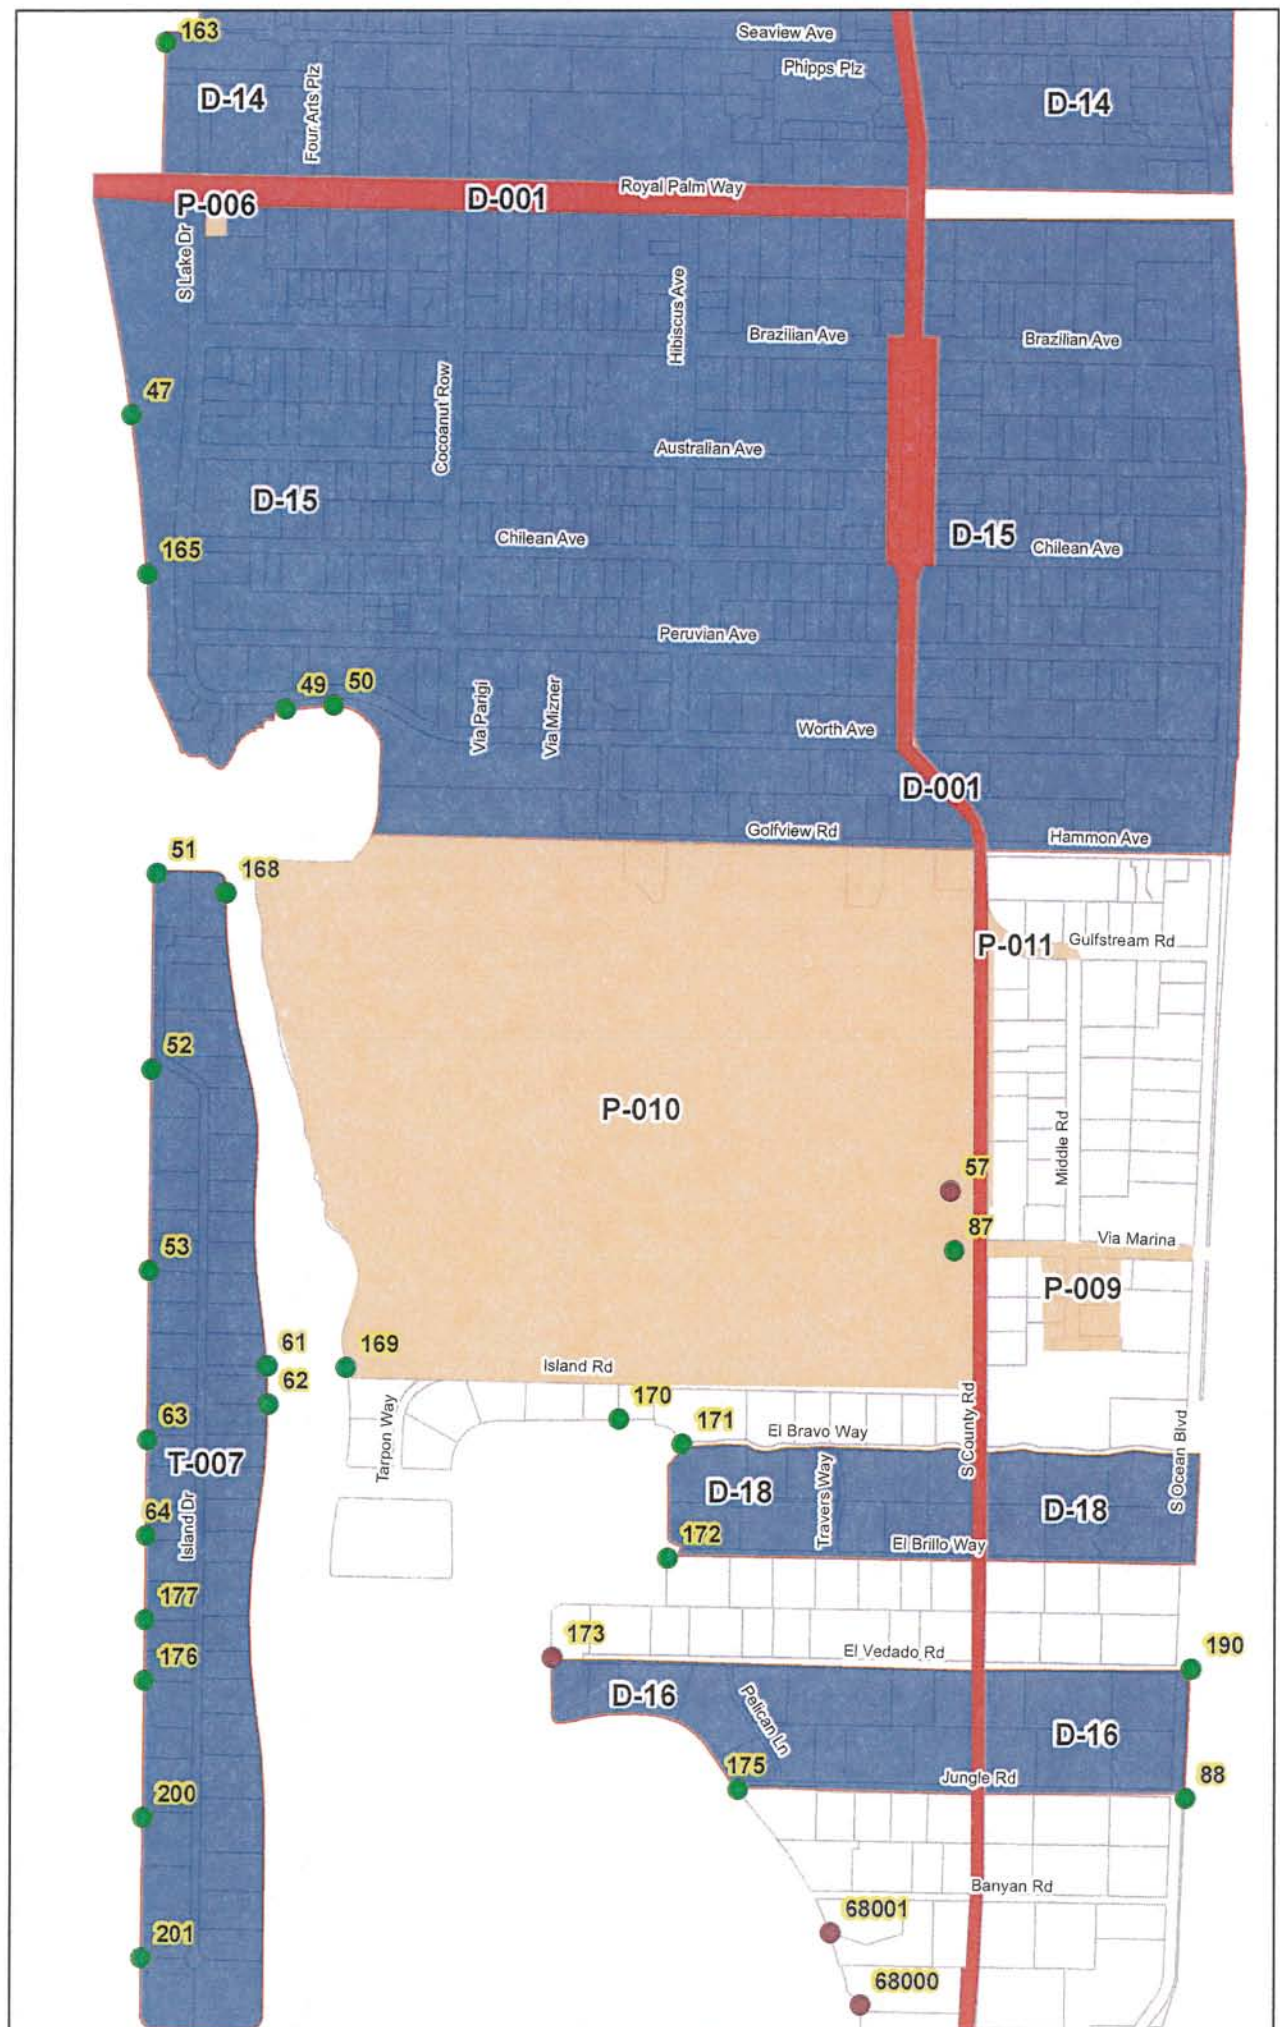 163
Seaview Ave
Phipps Plz
D-14
Four Arts Plz
D-14
Royal Palm Way
P-006
D-001
S Lake Dr
Hibiscus Ave
Brazilian Ave
Brazilian Ave
47
Cocoanut Row
Australian Ave
D-15
Chilean Ave
D-15
Chilean Ave
165
Peruvian Ave
49
50
Via Parigi
Via Mizner
Worth Ave
D-001
Golfview Rd
Hammon Ave
51
168
P-011
Gulfstream Rd
52
P-010
Middle Rd
57
87
Via Marina
53
P-009
61
169
Island Rd
62
Tarpon Way
170
171
El Bravo Way
S County Rd
S Ocean Blvd
63
T-007
D-18
Travers Way
D-18
64
Island Dr
172
El Brillo Way
177
173
El Vedado Rd
190
176
D-16
Pelican Ln
D-16
175
Jungle Rd
88
200
Banyan Rd
68001
201
68000